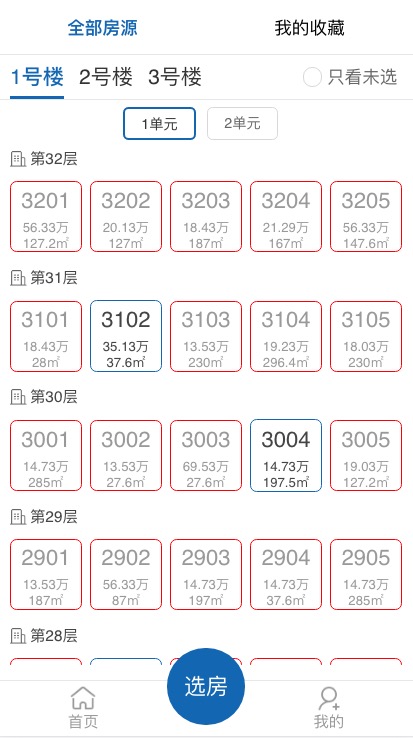 全部房源 我的收藏
1号楼 2号楼 3号楼 只看未选
1单元 2单元
第32层
3201 3202 3203 3204 3205
56.33万 20.13万 18.43万 21.29万 56.33万
127.2㎡ 127㎡ 187㎡ 167㎡ 147.6㎡
第31层
3101 3102 3103 3104 3105
18.43万 35.13万 13.53万 19.23万 18.03万
28㎡ 37.6㎡ 230㎡ 296.4㎡ 230㎡
第30层
3001 3002 3003 3004 3005
14.73万 13.53万 69.53万 14.73万 19.03万
285㎡ 27.6㎡ 27.6㎡ 197.5㎡ 127.2㎡
第29层
2901 2902 2903 2904 2905
13.53万 56.33万 14.73万 14.73万 14.73万
187㎡ 87㎡ 197㎡ 37.6㎡ 285㎡
第28层
选房
首页 我的